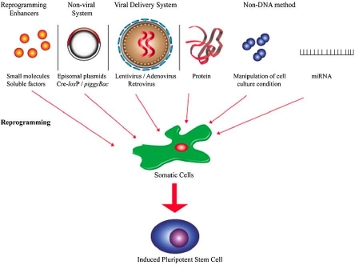 Reprogramming Enhancers
Non-viral System
Viral Delivery System
Non-DNA method
Small molecules
Soluble factors
Episomal plasmids
Cre-loxP / piggyBac
Lentivirus / Adenovirus
Retrovirus
Protein
Manipulation of cell
culture condition
miRNA
Reprogramming
Somatic Cells
Induced Pluripotent Stem Cell